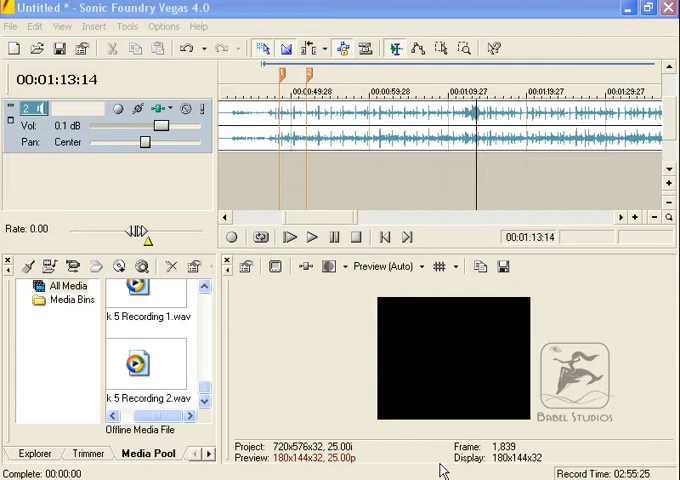 Untitled * - Sonic Foundry Vegas 4.0
File Edit View Insert Tools Options Help
00:01:13:14
1 2
00:00:49:28 00:00:59:28 00:01:09:27 00:01:19:27 00:01:29:27
2
Vol: 0.1 dB
Pan: Center
Rate: 0.00
00:01:13:14
All Media
Media Bins
k 5 Recording 1.wav
k 5 Recording 2.wav
Offline Media File
Explorer Trimmer Media Pool
Preview (Auto)
BABEL STUDIOS
Project: 720x576x32, 25.00i
Preview: 180x144x32, 25.00p
Frame: 1,839
Display: 180x144x32
Complete: 00:00:00
Record Time: 02:55:25